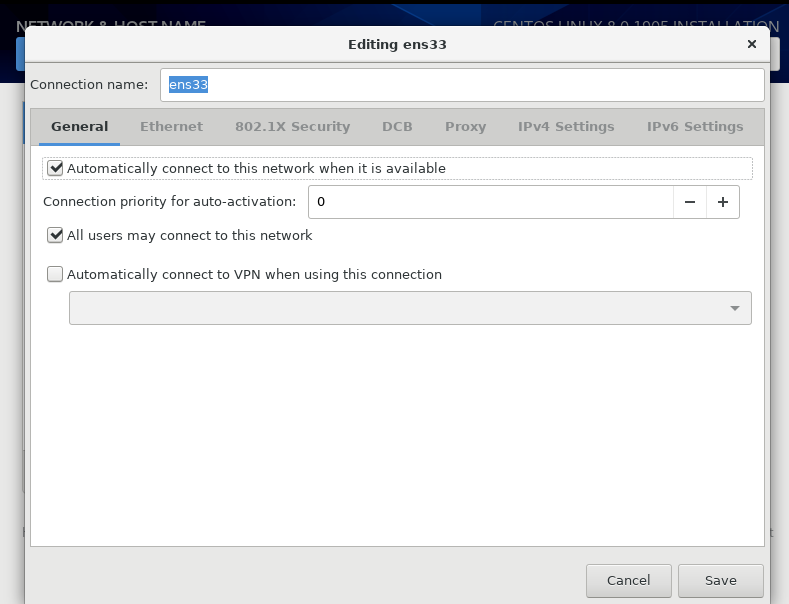 NETWORK & HOST NAME
CENTOS LINUX 8.0.1905 INSTALLATION
Editing ens33
Connection name: ens33
General Ethernet 802.1X Security DCB Proxy IPv4 Settings IPv6 Settings
Automatically connect to this network when it is available
Connection priority for auto-activation: 0
All users may connect to this network
Automatically connect to VPN when using this connection
Cancel Save